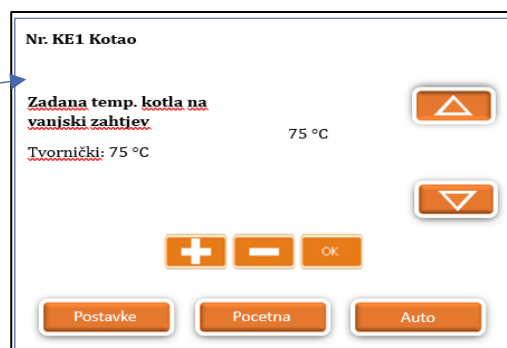 Nr. KE1 Kotao
Zadana temp. kotla na
vanjski zahtjev
75 °C
Tvornički: 75 °C
OK
Postavke
Pocetna
Auto